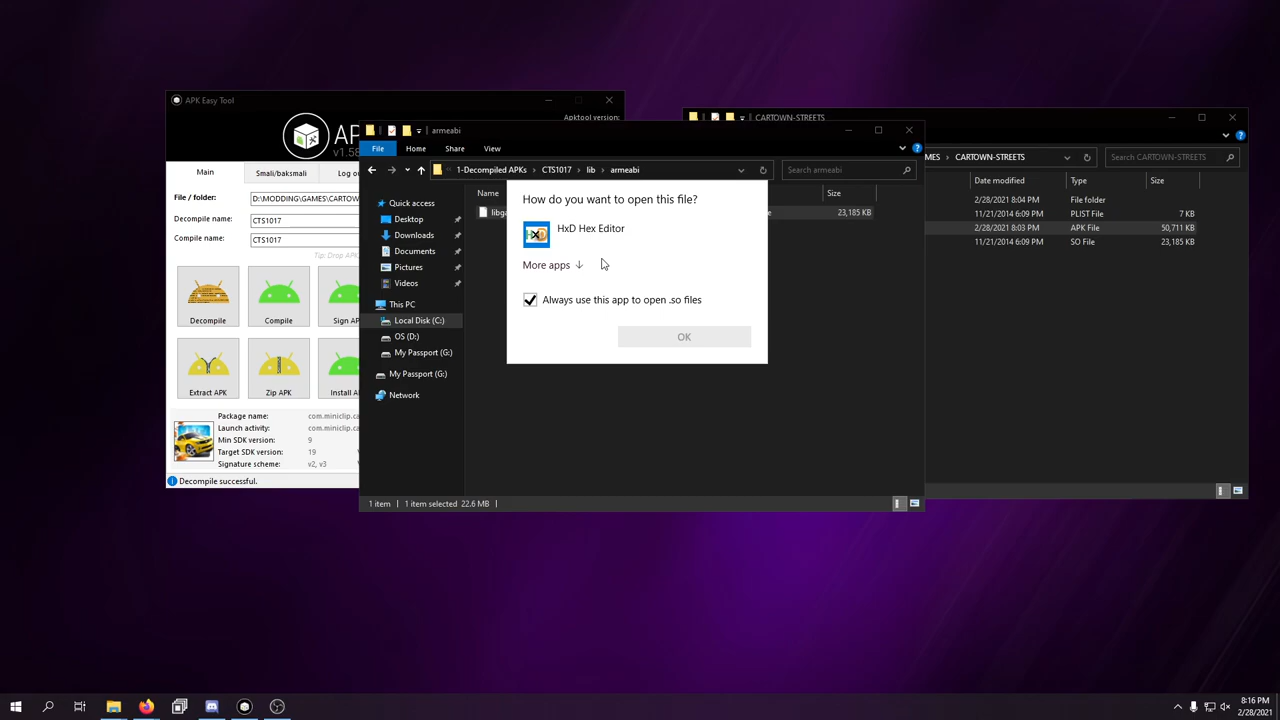 APK Easy Tool
Apktool version:
AP
v1.58
Main
Smali/baksmali
Log ou
File / folder:
D:\MODDING\GAMES\CARTOW
Decompile name
CTS1017
Compile name:
CTS1017
Tip: Drop APK
Decompile
Compile
Sign AP
Extract APK
Zip APK
Install A
Package name:
com.miniclip.ca
Launch activity:
com.miniclip.ca
Min SDK version:
9
Target SDK version:
19
Signature scheme:
v2, v3
Decompile successful.
armeabi
File
Home
Share
View
1-Decompiled APKs
CTS1017
lib
armeabi
Search armeabi
Quick access
Desktop
Downloads
Documents
Pictures
Videos
This PC
Local Disk (C:)
OS (D:)
My Passport (G:)
My Passport (G:)
Network
Name
Size
libga
23,185 KB
1 item
1 item selected 22.6 MB
How do you want to open this file?
HxD Hex Editor
More apps
Always use this app to open .so files
OK
CARTOWN-STREETS
MES
CARTOWN-STREETS
Search CARTOWN-STREETS
Date modified
Type
Size
2/28/2021 8:04 PM
File folder
11/21/2014 6:09 PM
PLIST File
7 KB
2/28/2021 8:03 PM
APK File
50,711 KB
11/21/2014 6:09 PM
SO File
23,185 KB
8:16 PM
2/28/2021